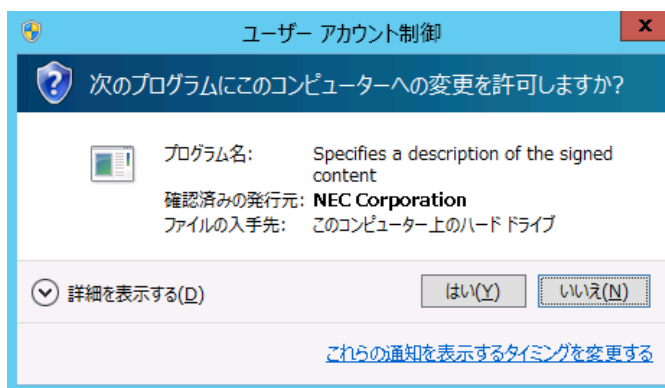 ユーザー アカウント制御
x
次のプログラムにこのコンピューターへの変更を許可しますか?
プログラム名: Specifies a description of the signed
content
確認済みの発行元: NEC Corporation
ファイルの入手先: このコンピューター上のハード ドライブ
詳細を表示する(D)
はい(Y)
いいえ(N)
これらの通知を表示するタイミングを変更する